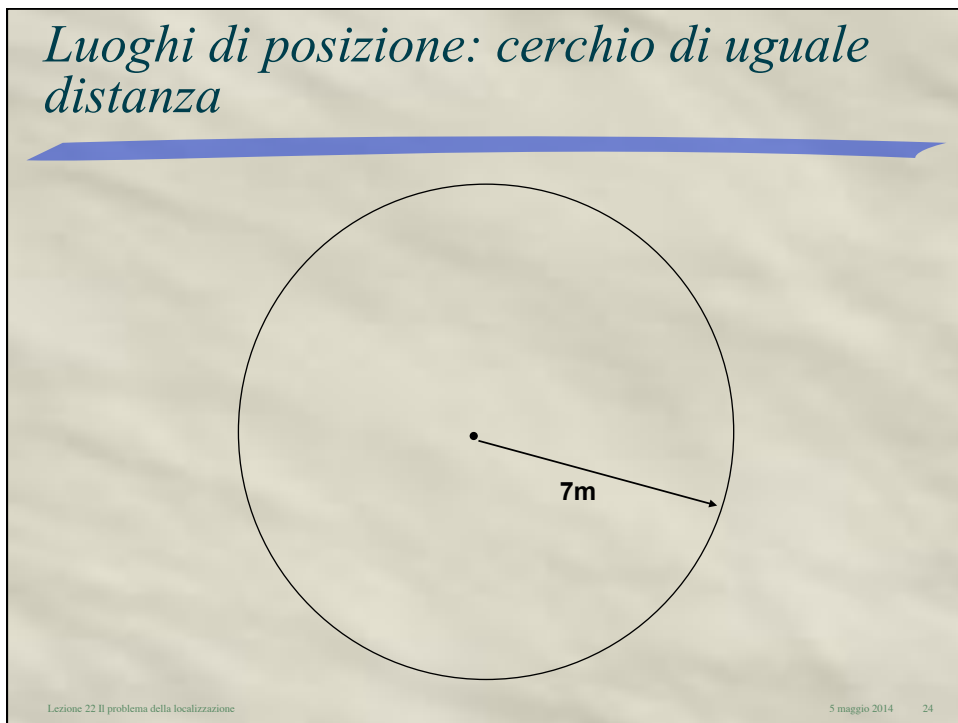 Luoghi di posizione: cerchio di uguale
distanza
7m
Lezione 22 Il problema della localizzazione
5 maggio 2014
24